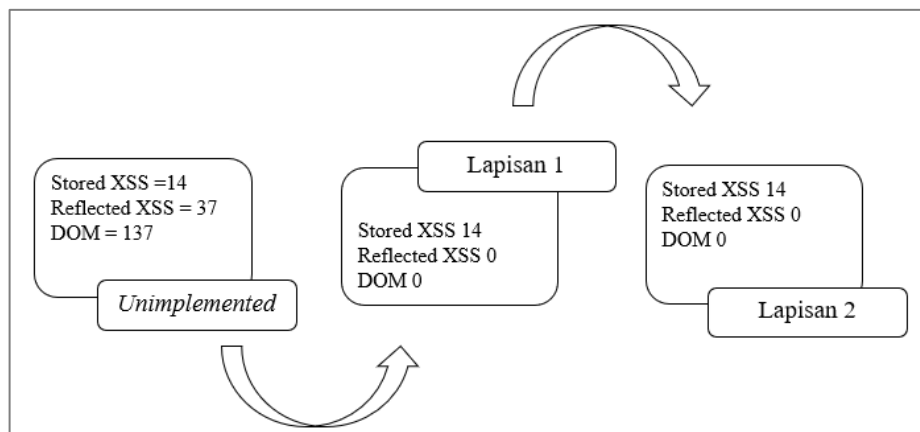 Stored XSS =14
Reflected XSS = 37
DOM = 137
Unimplemented
Lapisan 1
Stored XSS 14
Reflected XSS 0
DOM 0
Stored XSS 14
Reflected XSS 0
DOM 0
Lapisan 2